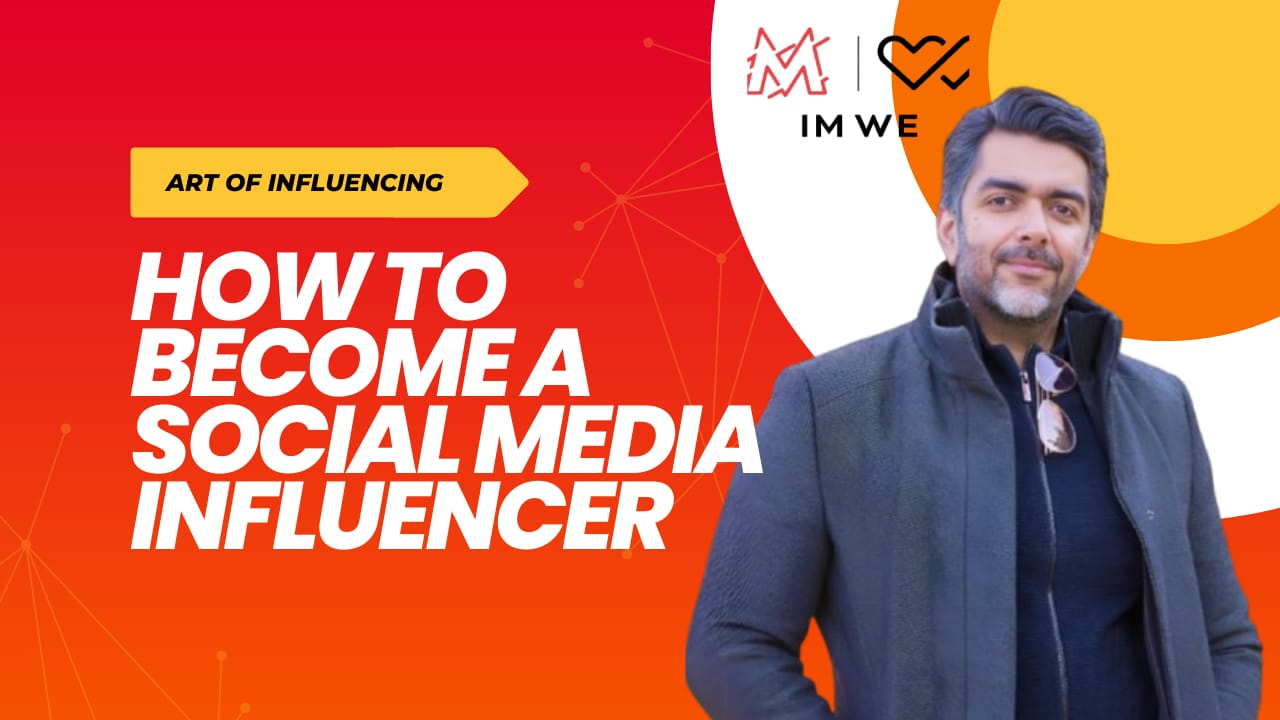 IM WE
ART OF INFLUENCING
HOW TO
BECOME A
SOCIAL MEDIA
INFLUENCER